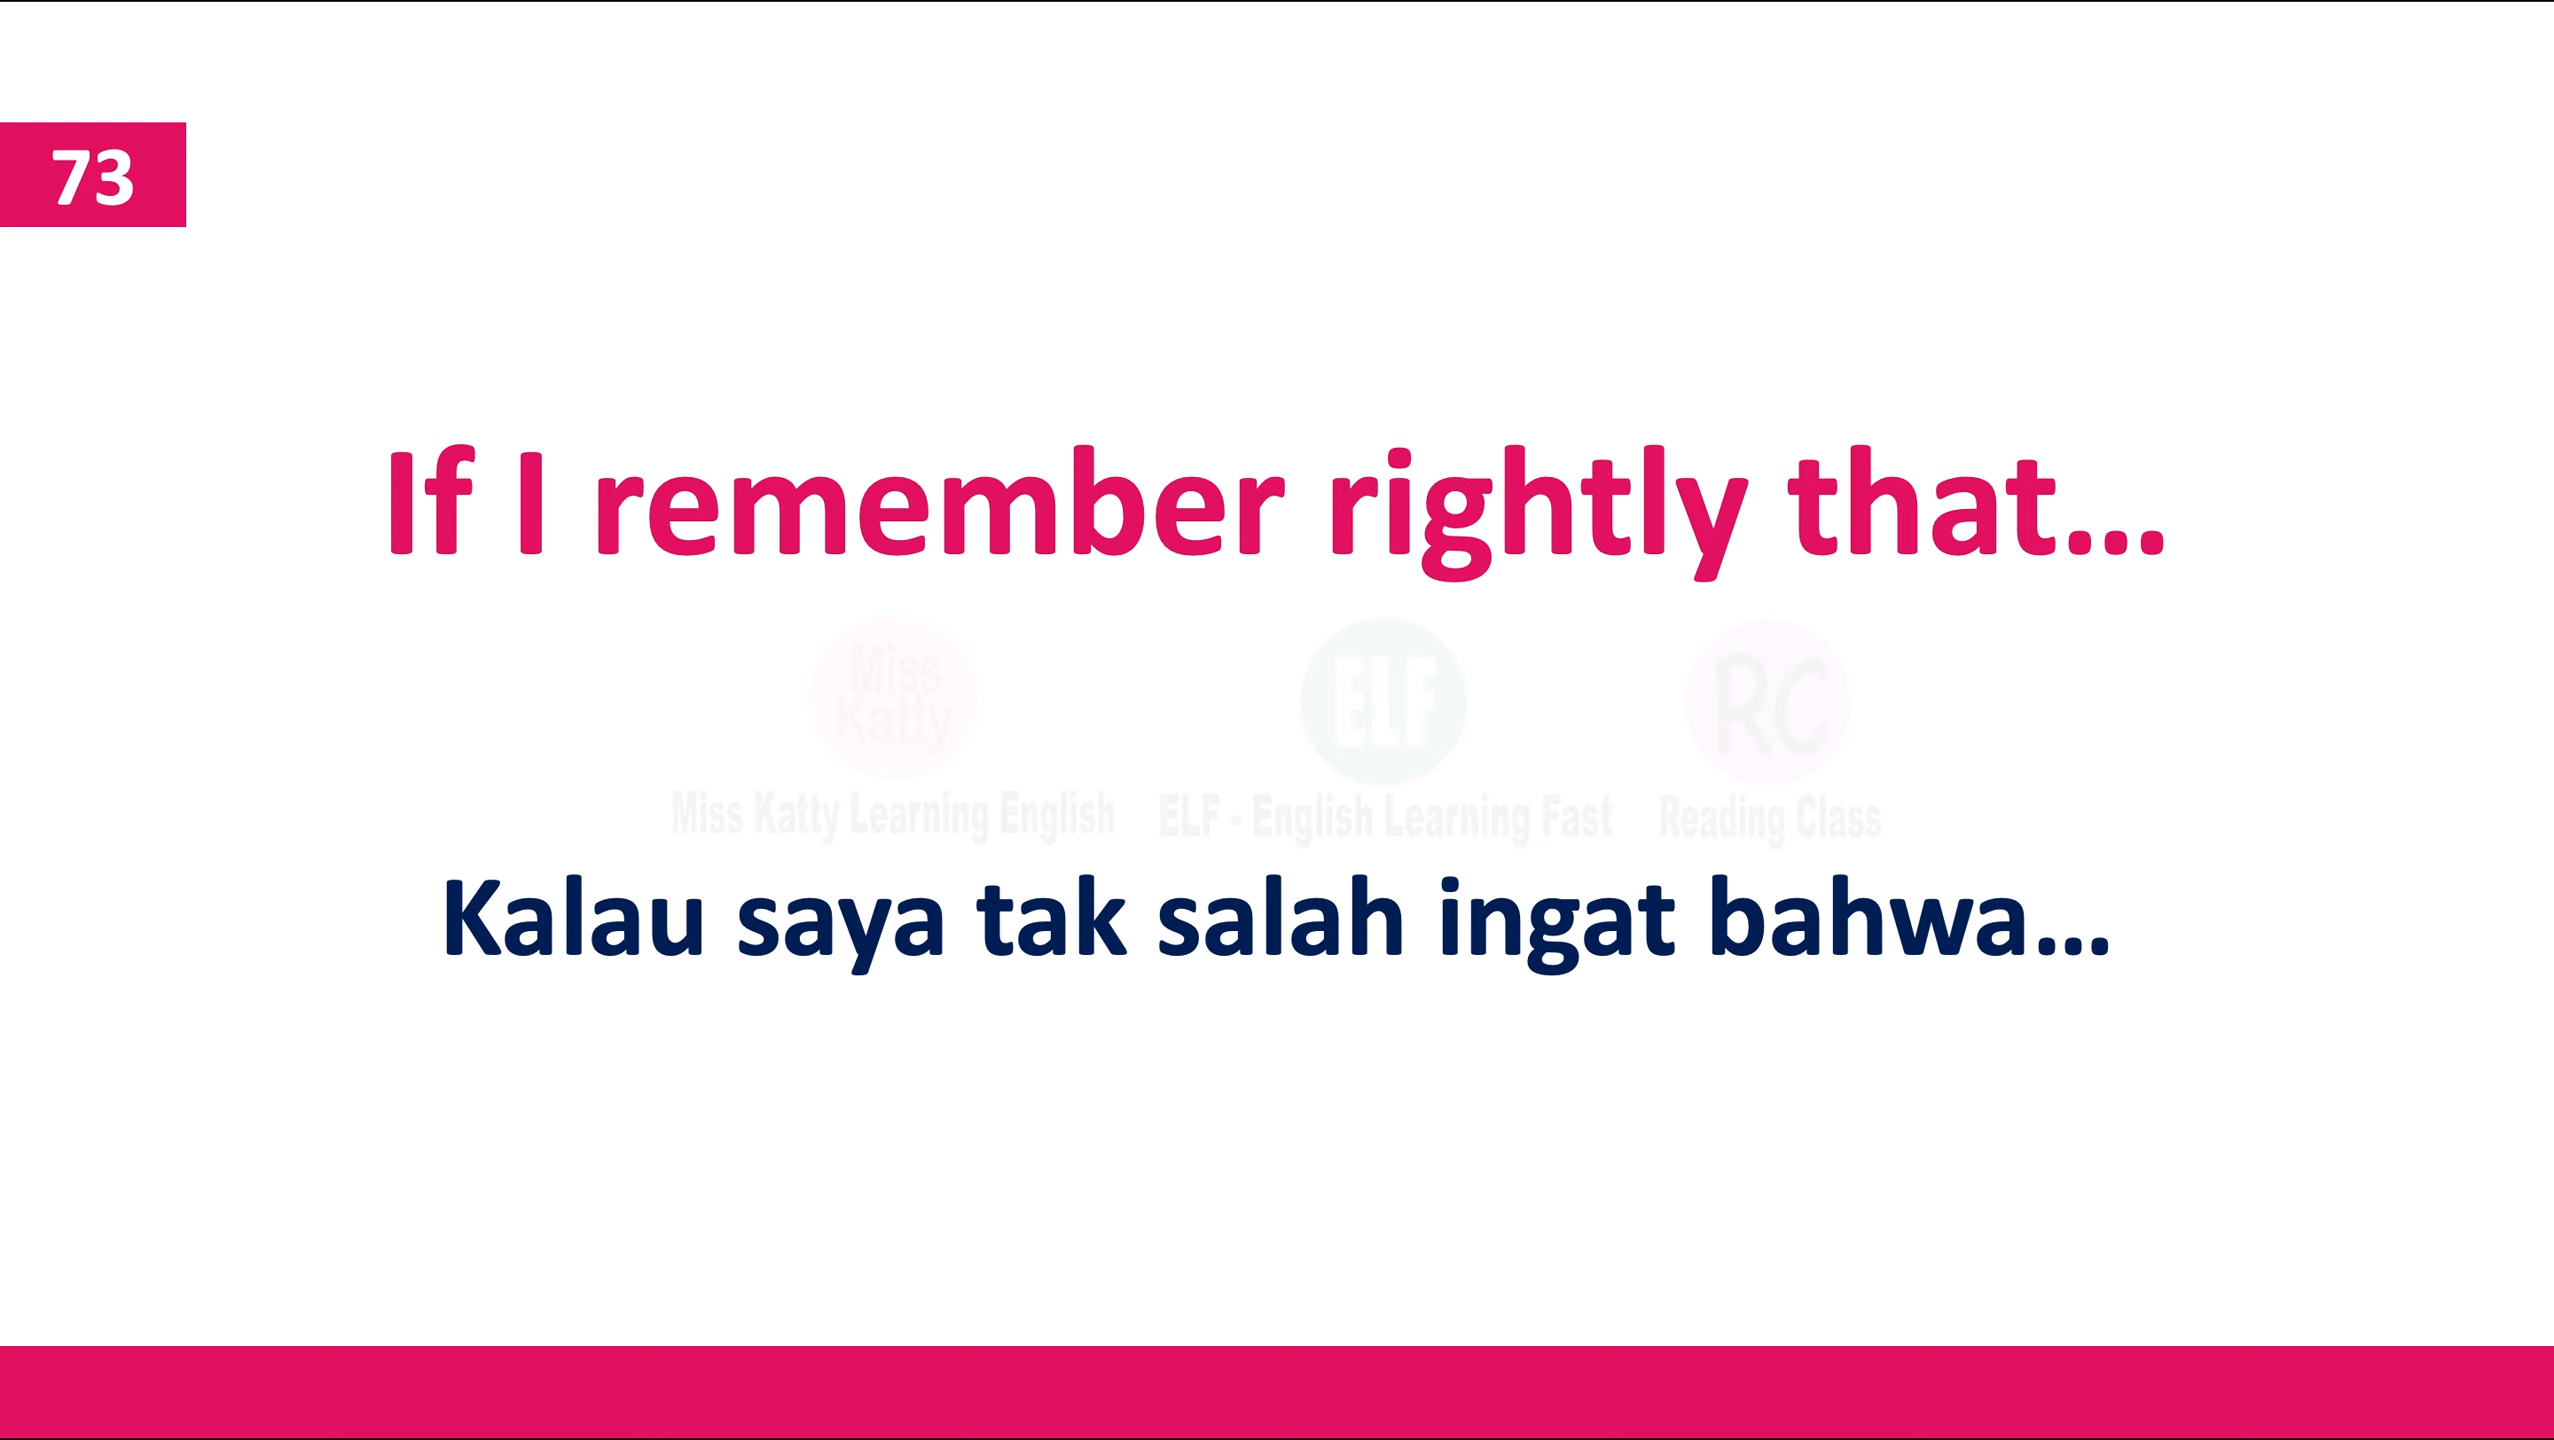 73
If I remember rightly that...
Miss
Katty
ELF
RC
Miss Katty Learning English
ELF - English Learning Fast
Reading Class
Kalau saya tak salah ingat bahwa...